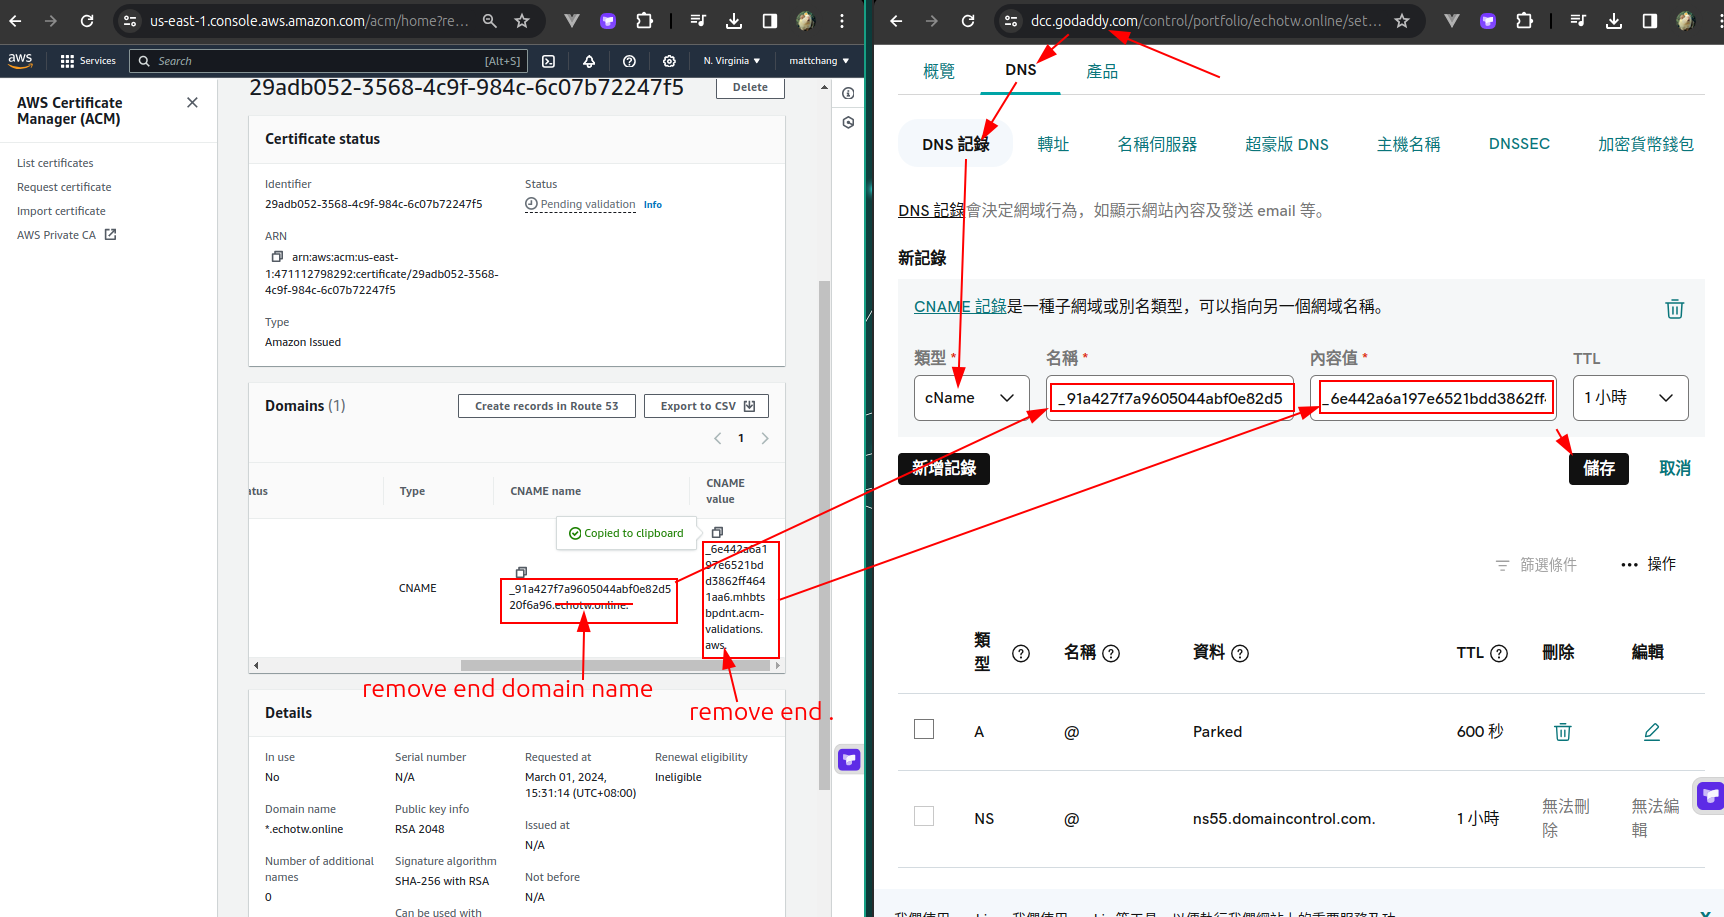 us-east-1.console.aws.amazon.com/acm/home?re...
aws
Services
Search
[Alt+S]
N. Virginia
mattchang
AWS Certificate
Manager (ACM)
List certificates
Request certificate
Import certificate
AWS Private CA
29adb052-3568-4c9f-984c-6c07b72247f5
Delete
Certificate status
Identifier
29adb052-3568-4c9f-984c-6c07b72247f5
Status
Pending validation
Info
ARN
arn:aws:acm:us-east-
1:471112798292:certificate/29adb052-3568-
4c9f-984c-6c07b72247f5
Type
Amazon Issued
Domains (1)
Create records in Route 53
Export to CSV
1
atus
Type
CNAME name
CNAME
value
Copied to clipboard
CNAME
_91a427f7a9605044abf0e82d5
20f6a96.echotw.online.
_6e442a6a1
97e6521bd
d3862ff464
1aa6.mhbts
bpdnt.acm-
validations.
aws.
remove end domain name
remove end .
Details
In use
No
Serial number
N/A
Requested at
March 01, 2024,
15:31:14 (UTC+08:00)
Renewal eligibility
Ineligible
Domain name
*.echotw.online
Public key info
RSA 2048
Issued at
N/A
Number of additional
names
0
Signature algorithm
SHA-256 with RSA
Not before
N/A
Can be used with
dcc.godaddy.com/control/portfolio/echotw.online/set...
概覽
DNS
產品
DNS 記錄
轉址
名稱伺服器
超豪版 DNS
主機名稱
DNSSEC
加密貨幣錢包
DNS 記錄會決定網域行為，如顯示網站內容及發送 email 等。
新記錄
CNAME 記錄是一種子網域或別名類型，可以指向另一個網域名稱。
類型 *
名稱 *
內容值 *
TTL
cName
_91a427f7a9605044abf0e82d5
_6e442a6a197e6521bdd3862ff
1 小時
新增記錄
儲存
取消
篩選條件
操作
類型
名稱
資料
TTL
刪除
編輯
A
@
Parked
600 秒
NS
@
ns55.domaincontrol.com.
1 小時
無法刪除
無法編輯